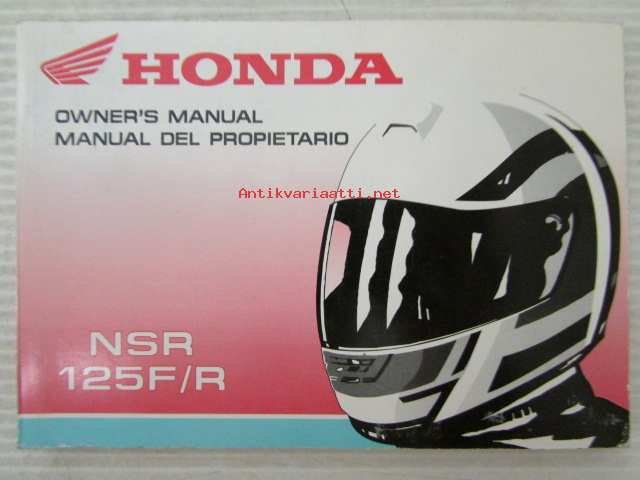 HONDA
OWNER'S MANUAL
MANUAL DEL PROPIETARIO
Antikvariaatti.net
NSR
125F/R